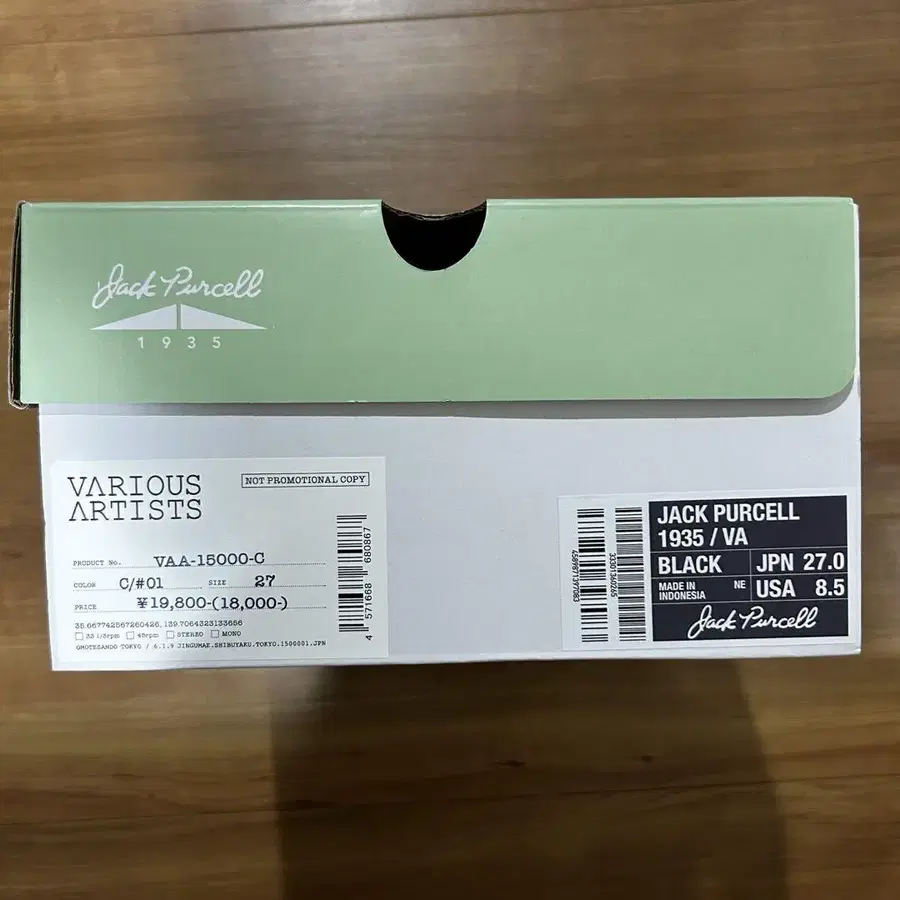 Jack Purcell
1935
VARIOUS
ARTISTS
NOT PROMOTIONAL COPY
PRODUCT No. VAA-15000-C
COLOR C/#01 SIZE 27
PRICE ¥19,800-(18,000-)
35.667742567260426,139.7064323133656
33 1/3rpm 45rpm STEREO MONO
OMOTESANDO TOKYO / 6.1.9 JINGUMAE.SHIBUYAKU.TOKYO.1500001.JPN
4 571668 680867
JACK PURCELL
1935 / VA
BLACK JPN 27.0
MADE IN
INDONESIA NE USA 8.5
Jack Purcell